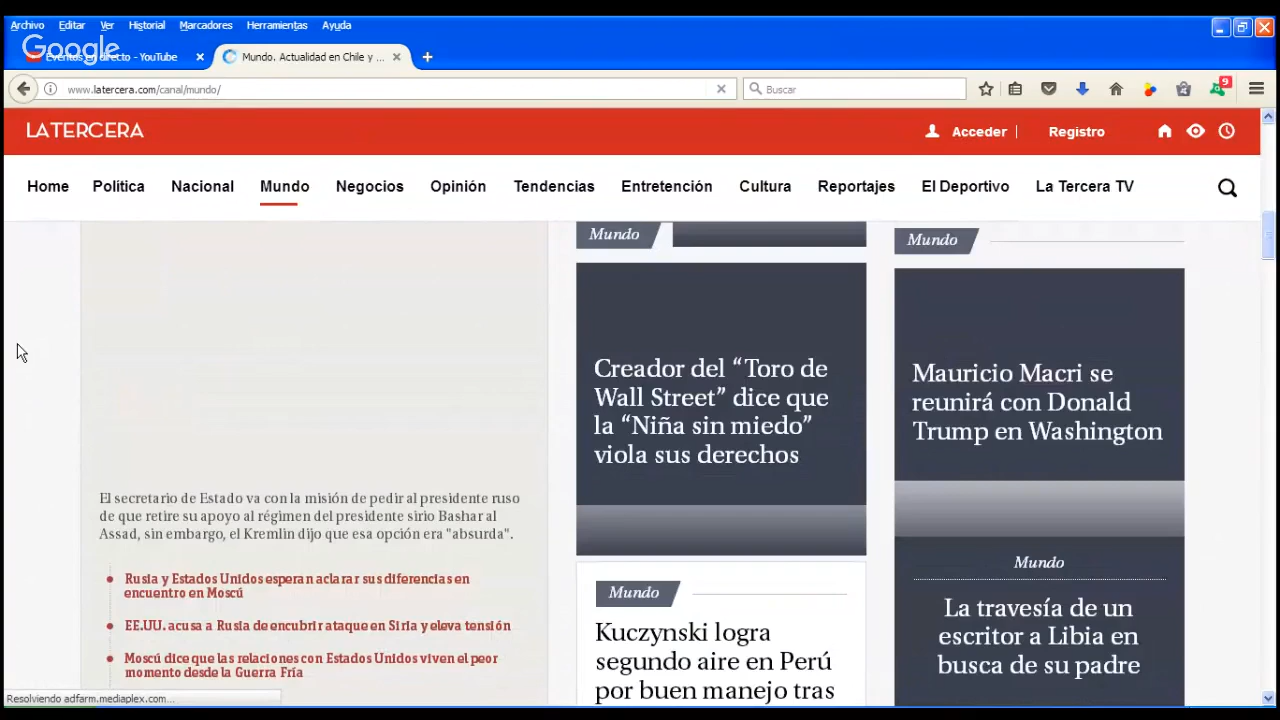 Archivo Editar Ver Historial Marcadores Herramientas Ayuda
Google
Eventos en directo - YouTube
Mundo. Actualidad en Chile y ...
www.latercera.com/canal/mundo/
Buscar
9
LATERCERA
Acceder
Registro
Home Política Nacional Mundo Negocios Opinión Tendencias Entretención Cultura Reportajes El Deportivo La Tercera TV
El secretario de Estado va con la misión de pedir al presidente ruso
de que retire su apoyo al régimen del presidente sirio Bashar al
Assad, sin embargo, el Kremlin dijo que esa opción era "absurda".
Rusia y Estados Unidos esperan aclarar sus diferencias en
encuentro en Moscú
EE.UU. acusa a Rusia de encubrir ataque en Siria y eleva tensión
Moscú dice que las relaciones con Estados Unidos viven el peor
momento desde la Guerra Fría
Mundo
Creador del “Toro de
Wall Street” dice que
la “Niña sin miedo”
viola sus derechos
Mundo
Kuczynski logra
segundo aire en Perú
por buen manejo tras
Mundo
Mauricio Macri se
reunirá con Donald
Trump en Washington
Mundo
La travesía de un
escritor a Libia en
busca de su padre
Resolviendo adfarm.mediaplex.com...